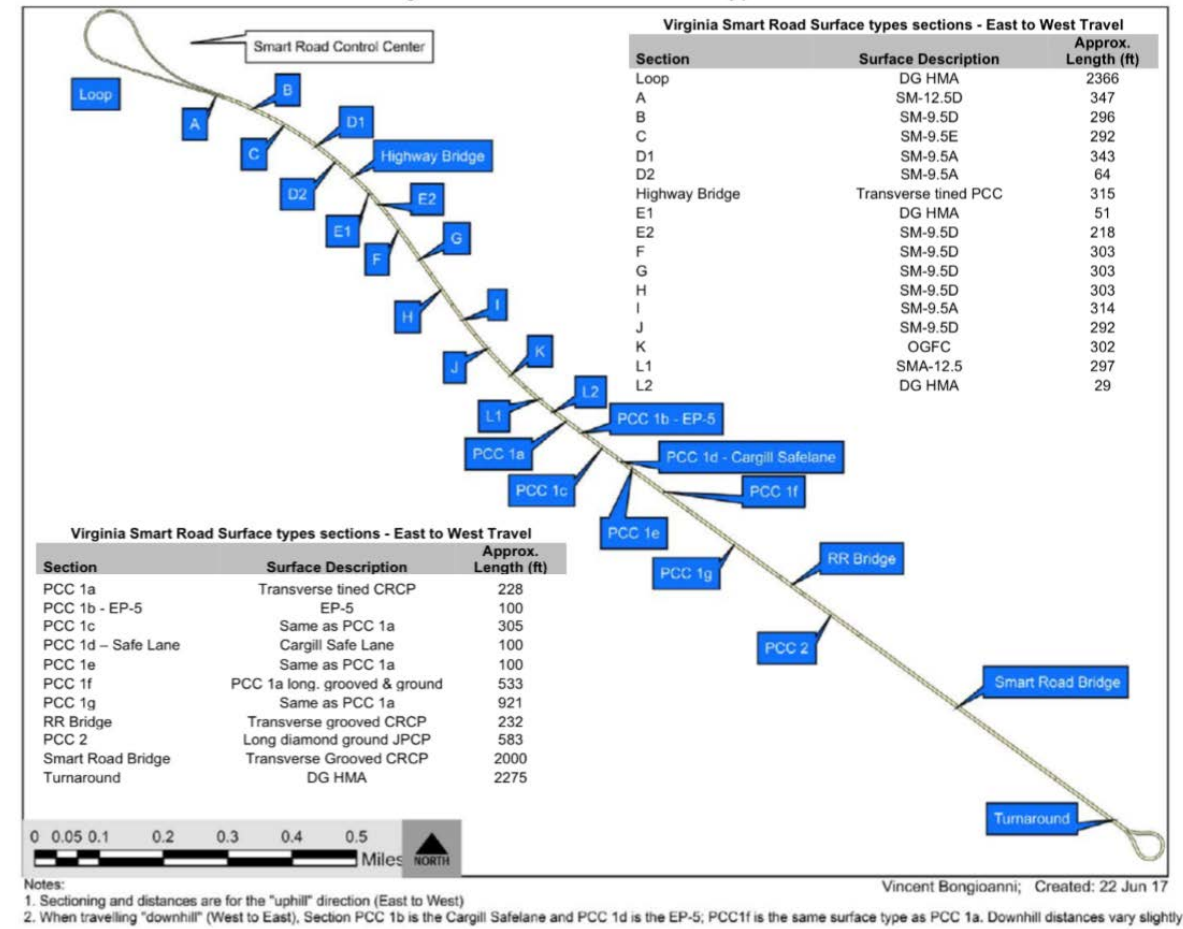 Virginia Smart Road Surface types sections - East to West Travel
Section Surface Description Approx. Length (ft)
Loop DG HMA 2366
A SM-12.5D 347
B SM-9.5D 296
C SM-9.5E 292
D1 SM-9.5A 343
D2 SM-9.5A 64
Highway Bridge Transverse tined PCC 315
E1 DG HMA 51
E2 SM-9.5D 218
F SM-9.5D 303
G SM-9.5D 303
H SM-9.5D 303
I SM-9.5A 314
J SM-9.5D 292
K OGFC 302
L1 SMA-12.5 297
L2 DG HMA 29
Smart Road Control Center
Loop
B
A
D1
C
Highway Bridge
D2
E2
E1
G
F
I
H
K
J
L2
L1
PCC 1b - EP-5
PCC 1a
PCC 1d - Cargill Safelane
PCC 1c
PCC 1f
PCC 1e
RR Bridge
PCC 1g
PCC 2
Smart Road Bridge
Turnaround
Virginia Smart Road Surface types sections - East to West Travel
Section Surface Description Approx. Length (ft)
PCC 1a Transverse tined CRCP 228
PCC 1b - EP-5 EP-5 100
PCC 1c Same as PCC 1a 305
PCC 1d – Safe Lane Cargill Safe Lane 100
PCC 1e Same as PCC 1a 100
PCC 1f PCC 1a long. grooved & ground 533
PCC 1g Same as PCC 1a 921
RR Bridge Transverse grooved CRCP 232
PCC 2 Long diamond ground JPCP 583
Smart Road Bridge Transverse Grooved CRCP 2000
Turnaround DG HMA 2275
0 0.05 0.1 0.2 0.3 0.4 0.5
Miles NORTH
Vincent Bongioanni; Created: 22 Jun 17
Notes:
1. Sectioning and distances are for the "uphill" direction (East to West)
2. When travelling "downhill" (West to East), Section PCC 1b is the Cargill Safelane and PCC 1d is the EP-5; PCC1f is the same surface type as PCC 1a. Downhill distances vary slightly